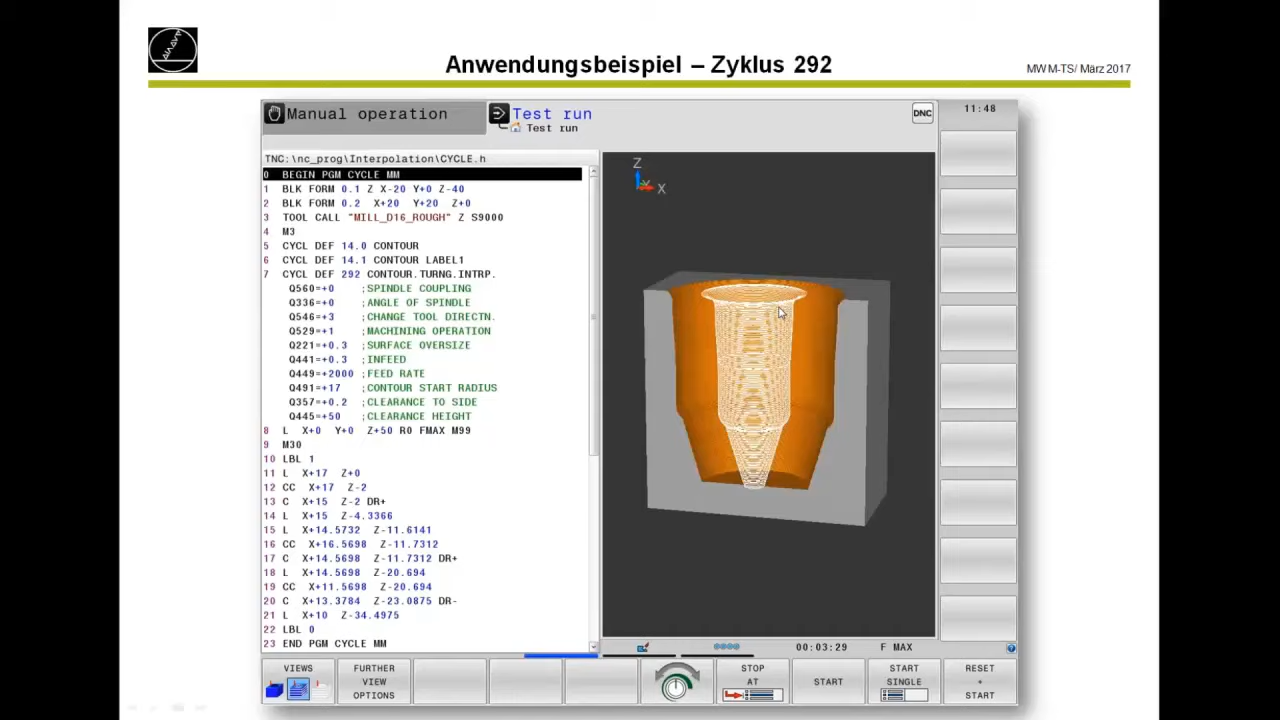 Anwendungsbeispiel – Zyklus 292
MWM-TS/ März 2017
Manual operation
Test run
Test run
DNC
11:48
TNC:\nc_prog\Interpolation\CYCLE.h
0 BEGIN PGM CYCLE MM
1 BLK FORM 0.1 Z X-20 Y+0 Z-40
2 BLK FORM 0.2 X+20 Y+20 Z+0
3 TOOL CALL "MILL_D16_ROUGH" Z S9000
4 M3
5 CYCL DEF 14.0 CONTOUR
6 CYCL DEF 14.1 CONTOUR LABEL1
7 CYCL DEF 292 CONTOUR.TURNG.INTRP.
Q560=+0 ;SPINDLE COUPLING
Q336=+0 ;ANGLE OF SPINDLE
Q546=+3 ;CHANGE TOOL DIRECTN.
Q529=+1 ;MACHINING OPERATION
Q221=+0.3 ;SURFACE OVERSIZE
Q441=+0.3 ;INFEED
Q449=+2000 ;FEED RATE
Q491=+17 ;CONTOUR START RADIUS
Q357=+0.2 ;CLEARANCE TO SIDE
Q445=+50 ;CLEARANCE HEIGHT
8 L X+0 Y+0 Z+50 R0 FMAX M99
9 M30
10 LBL 1
11 L X+17 Z+0
12 CC X+17 Z-2
13 C X+15 Z-2 DR+
14 L X+15 Z-4.3366
15 L X+14.5732 Z-11.6141
16 CC X+16.5698 Z-11.7312
17 C X+14.5698 Z-11.7312 DR+
18 L X+14.5698 Z-20.694
19 CC X+11.5698 Z-20.694
20 C X+13.3784 Z-23.0875 DR-
21 L X+10 Z-34.4975
22 LBL 0
23 END PGM CYCLE MM
Z
Y
X
00:03:29 F MAX
VIEWS
FURTHER
VIEW
OPTIONS
STOP
AT
START
START
SINGLE
RESET
+
START